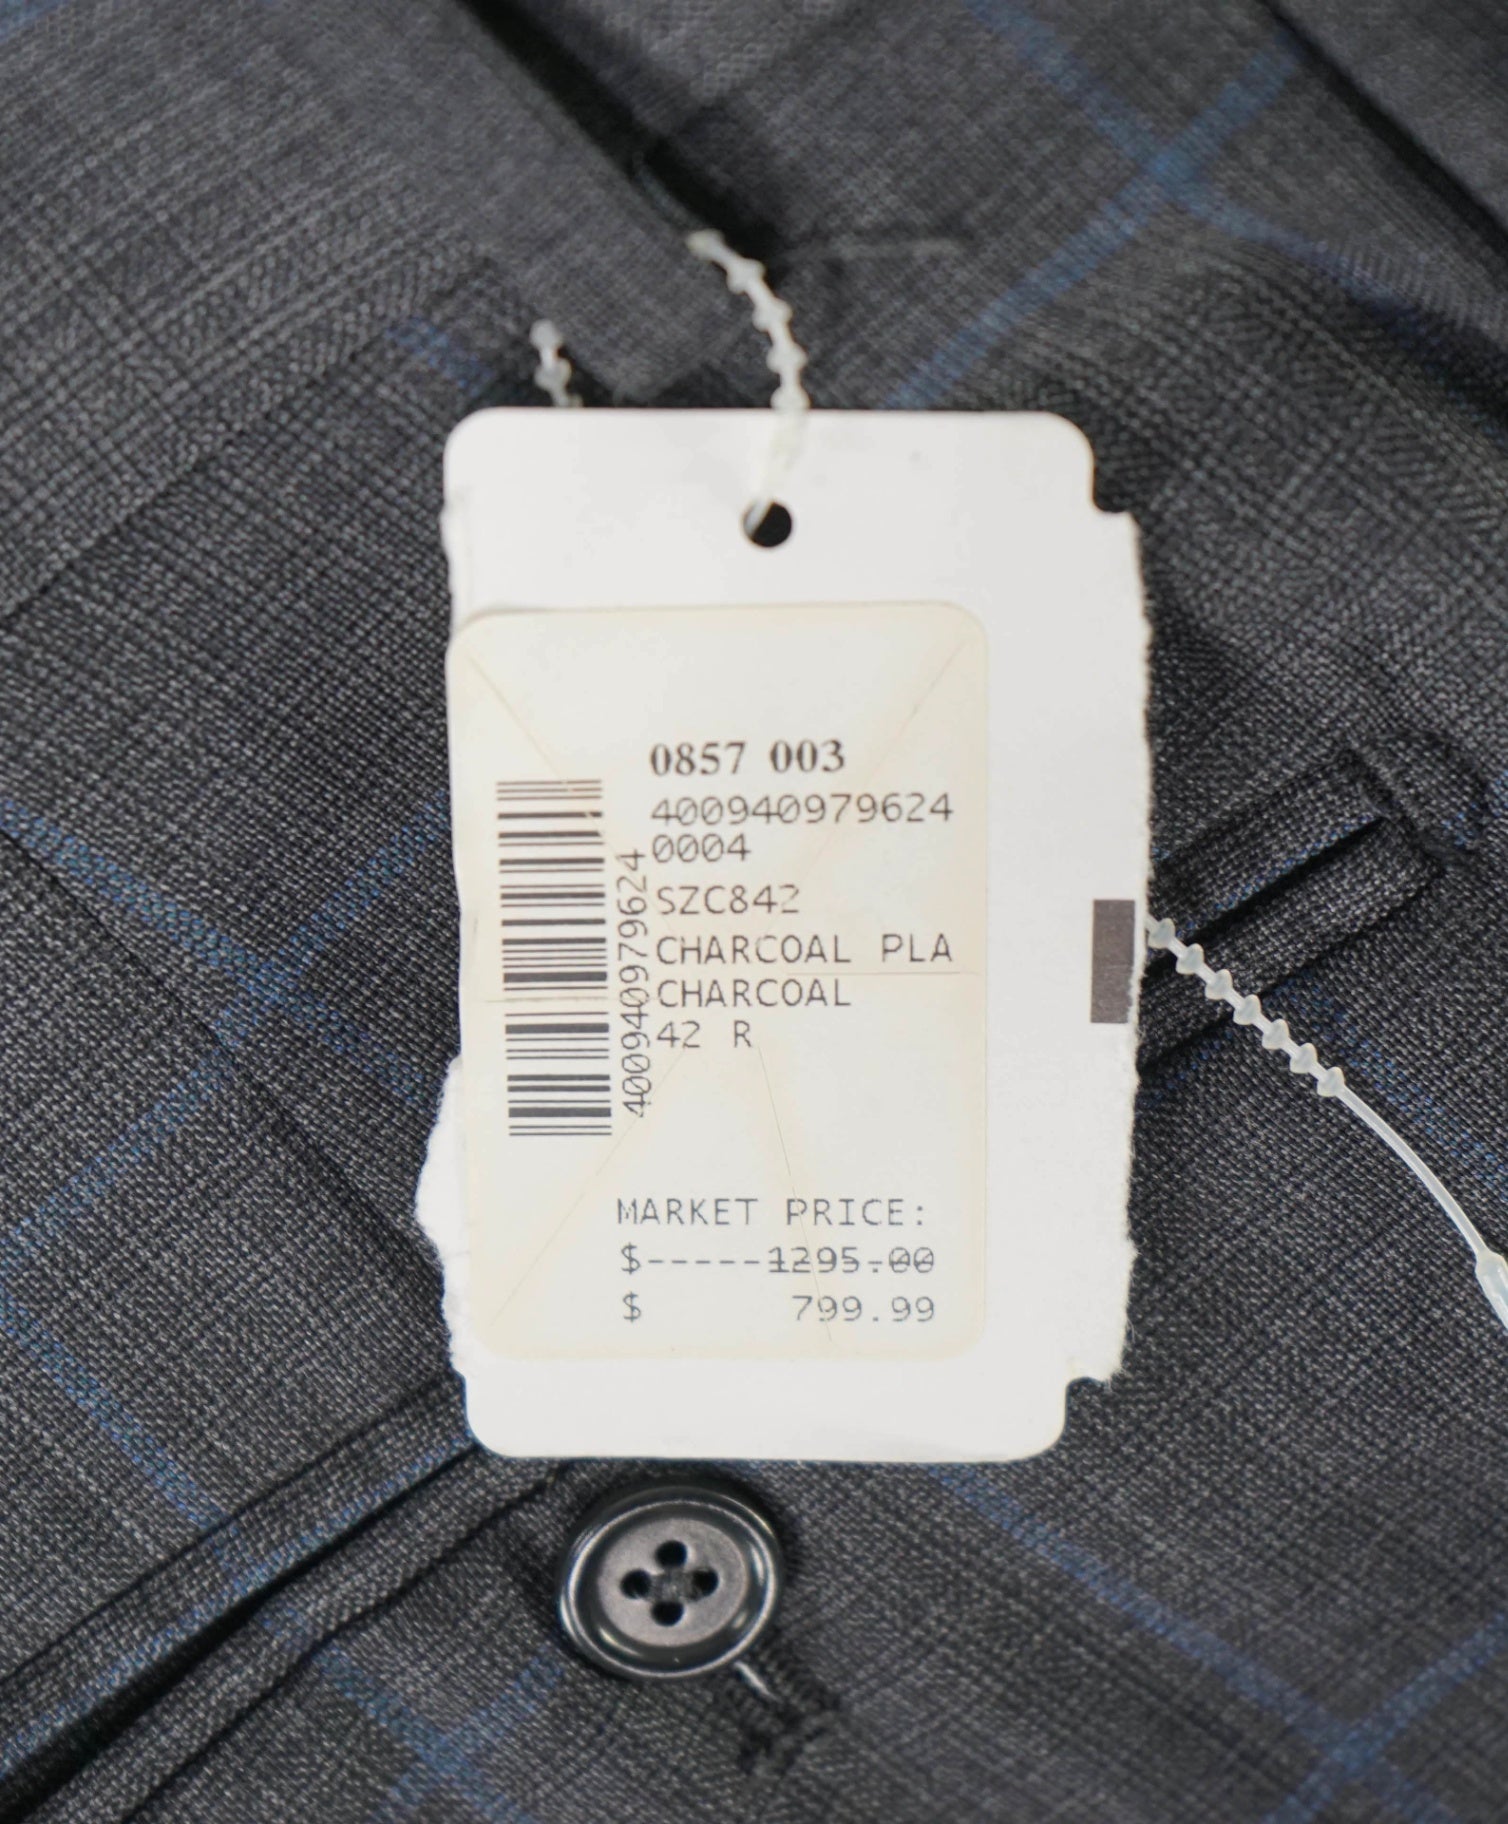 0857 003
400940979624
0004
SZC842
CHARCOAL PLA
CHARCOAL
42 R
400940979624
MARKET PRICE:
$-----1295.00
$ 799.99